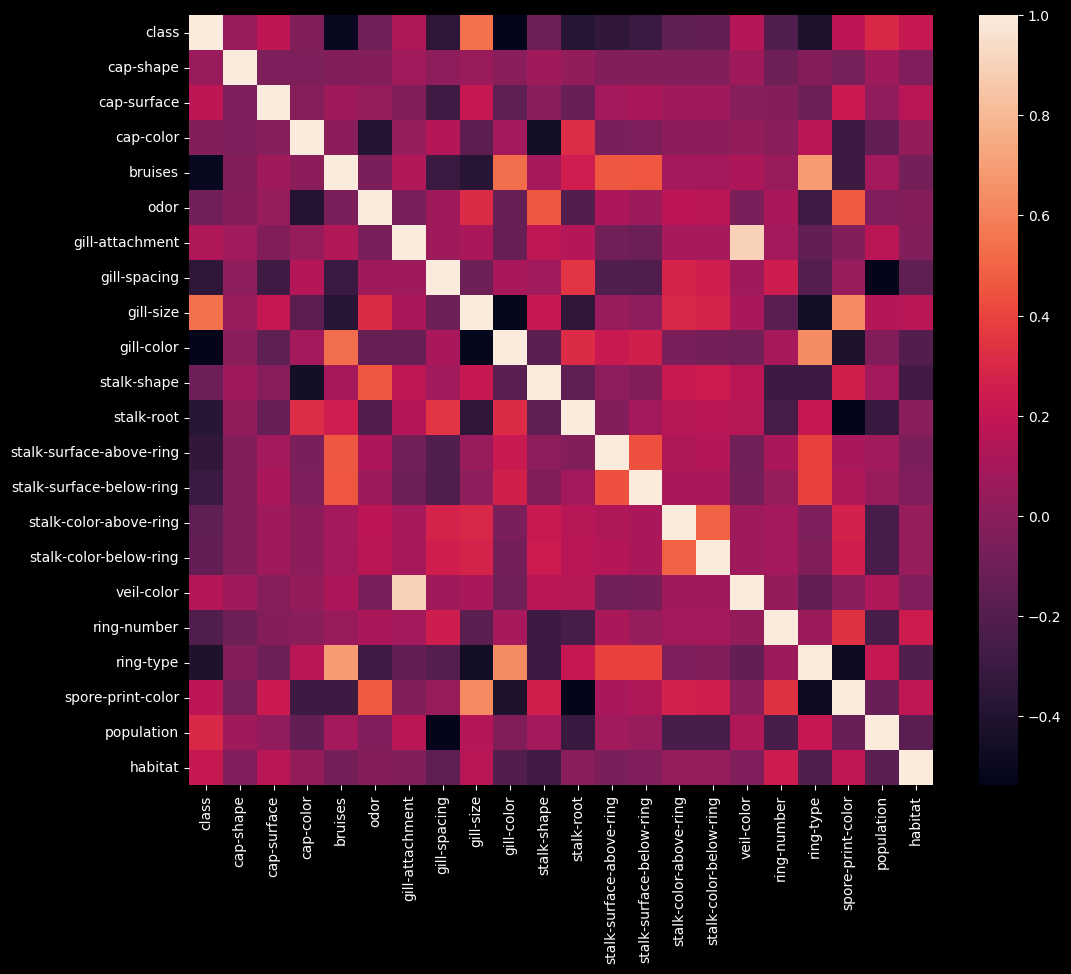 class
cap-shape
cap-surface
cap-color
bruises
odor
gill-attachment
gill-spacing
gill-size
gill-color
stalk-shape
stalk-root
stalk-surface-above-ring
stalk-surface-below-ring
stalk-color-above-ring
stalk-color-below-ring
veil-color
ring-number
ring-type
spore-print-color
population
habitat
class
cap-shape
cap-surface
cap-color
bruises
odor
gill-attachment
gill-spacing
gill-size
gill-color
stalk-shape
stalk-root
stalk-surface-above-ring
stalk-surface-below-ring
stalk-color-above-ring
stalk-color-below-ring
veil-color
ring-number
ring-type
spore-print-color
population
habitat
1.0
0.8
0.6
0.4
0.2
0.0
−0.2
−0.4